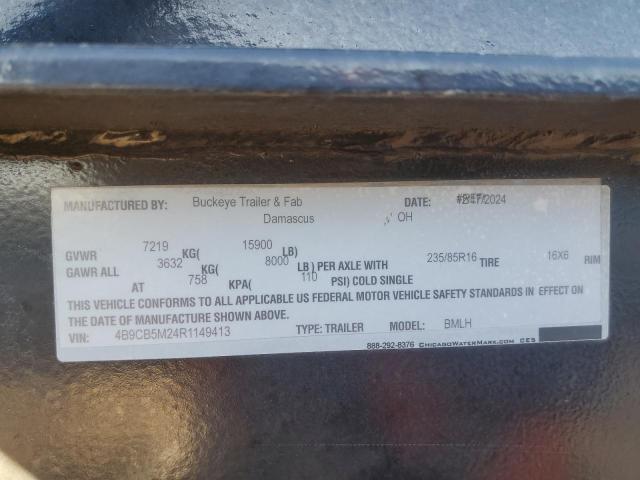 MANUFACTURED BY: Buckeye Trailer & Fab DATE: 2024
Damascus OH
GVWR 7219 KG( 15900 LB)
GAWR ALL 3632 KG( 8000 LB ) PER AXLE WITH 235/85R16 TIRE 16X6 RIM
AT 758 KPA( 110 PSI) COLD SINGLE
THIS VEHICLE CONFORMS TO ALL APPLICABLE US FEDERAL MOTOR VEHICLE SAFETY STANDARDS IN EFFECT ON
THE DATE OF MANUFACTURE SHOWN ABOVE.
VIN: 4B9CB5M24R1149413 TYPE: TRAILER MODEL: BMLH
888-292-8376 CHICAGOWATERMARK.COM CES